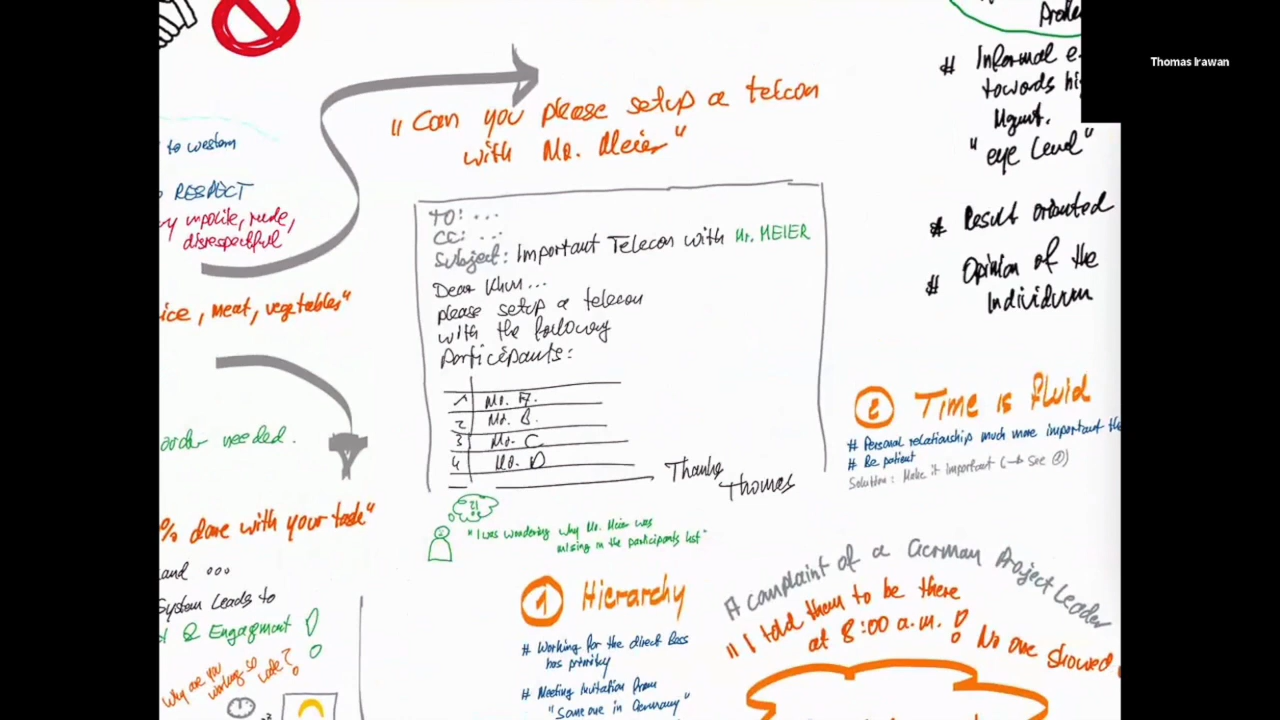 Thomas Irawan
# Informal
towards
Mgmt.
"eye level"
# Result oriented
# Opinion of the
Individuum
"Can you please setup a telcon
with Mr. Meier"
to western
RESPECT
impolite, rude,
disrespectful
TO: ...
CC: ...
Subject: Important Telecon with Mr. MEIER
Dear Khun...
please setup a telecon
with the following
Participants:
1 Mr. A.
2 Mr. B.
3 Mr. C
4 Mr. D
Thanks
Thomas
, meat, vegetables"
needed.
% done with your task"
and ...
System leads to
& Engagement !
Why are you
working so
late? !
"I was wondering why Mr. Meier was
missing in the participants list"
① Hierarchy
# Working for the direct Boss
has priority
# Meeting Invitation from
"Someone in Germany"
② Time is fluid
# Personal relationship much more important
# Be patient
Solution: Make it important (→ see ①)
A complaint of a German Project Leader
"I told them to be there
at 8:00 a.m.! No one showed